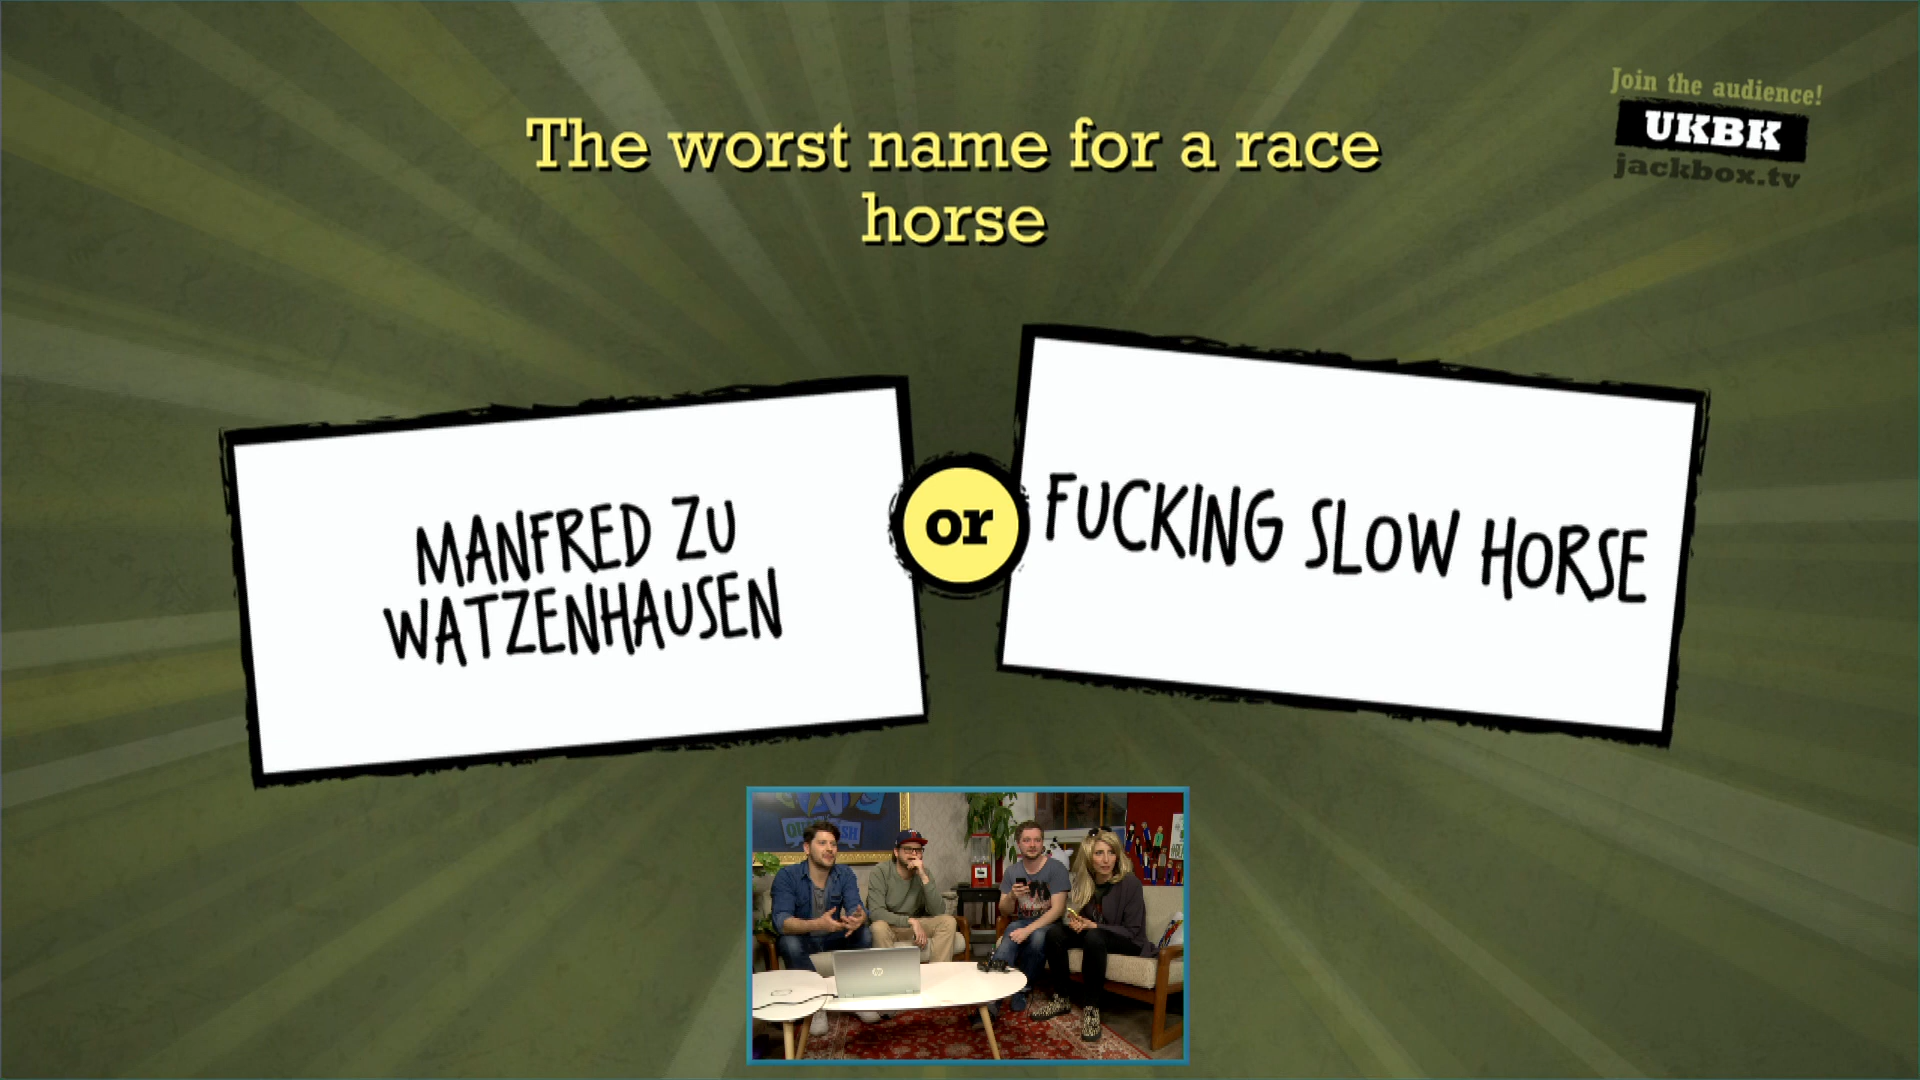 Join the audience!
UKBK
jackbox.tv
The worst name for a race
horse
MANFRED ZU
WATZENHAUSEN
or
FUCKING SLOW HORSE
hp